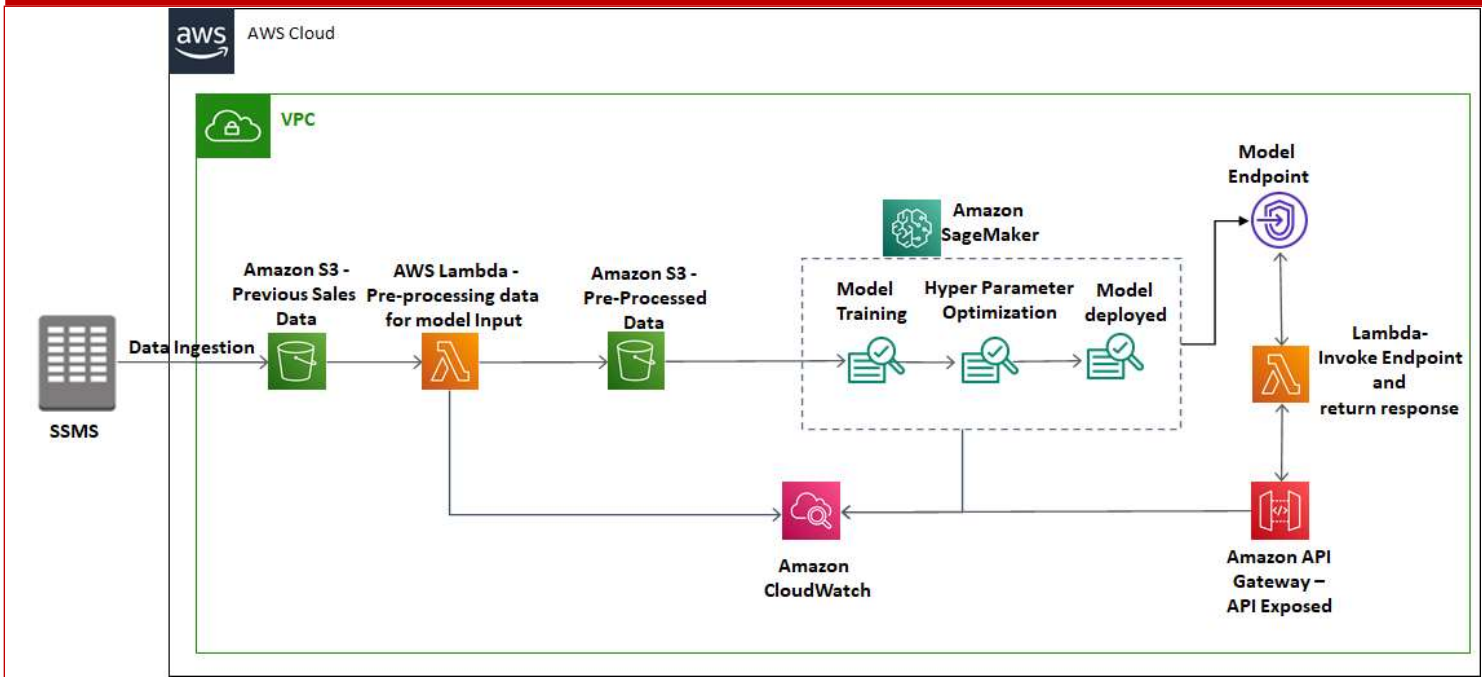 aws
AWS Cloud
VPC
Model
Endpoint
Amazon
SageMaker
Amazon S3 -
Previous Sales
Data
AWS Lambda -
Pre-processing data
for model Input
Amazon S3 -
Pre-Processed
Data
Model
Training
Hyper Parameter
Optimization
Model
deployed
Data Ingestion
SSMS
Lambda-
Invoke Endpoint
and
return response
Amazon
CloudWatch
</>
Amazon API
Gateway –
API Exposed